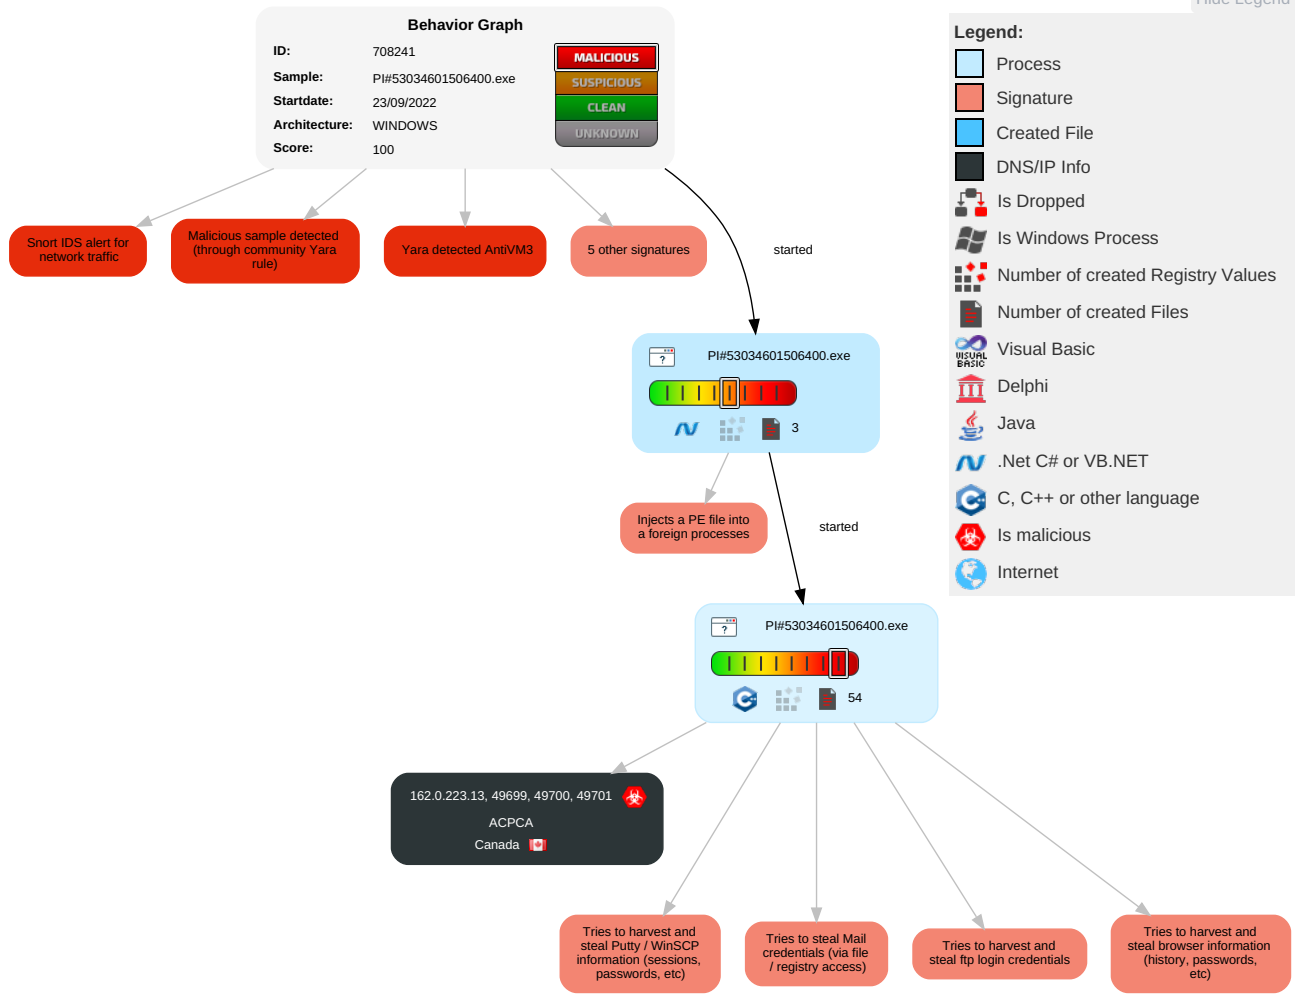 Hide Legend
Behavior Graph
ID: 708241
Sample: PI#53034601506400.exe
Startdate: 23/09/2022
Architecture: WINDOWS
Score: 100
MALICIOUS
SUSPICIOUS
CLEAN
UNKNOWN
Legend:
Process
Signature
Created File
DNS/IP Info
Is Dropped
Is Windows Process
Number of created Registry Values
Number of created Files
VISUAL
BASIC
Visual Basic
Delphi
Java
.Net C# or VB.NET
C, C++ or other language
Is malicious
Internet
Snort IDS alert for
network traffic
Malicious sample detected
(through community Yara
rule)
Yara detected AntiVM3
5 other signatures
started
PI#53034601506400.exe
3
Injects a PE file into
a foreign processes
started
PI#53034601506400.exe
54
162.0.223.13, 49699, 49700, 49701
ACPCA
Canada
Tries to harvest and
steal Putty / WinSCP
information (sessions,
passwords, etc)
Tries to steal Mail
credentials (via file
/ registry access)
Tries to harvest and
steal ftp login credentials
Tries to harvest and
steal browser information
(history, passwords,
etc)